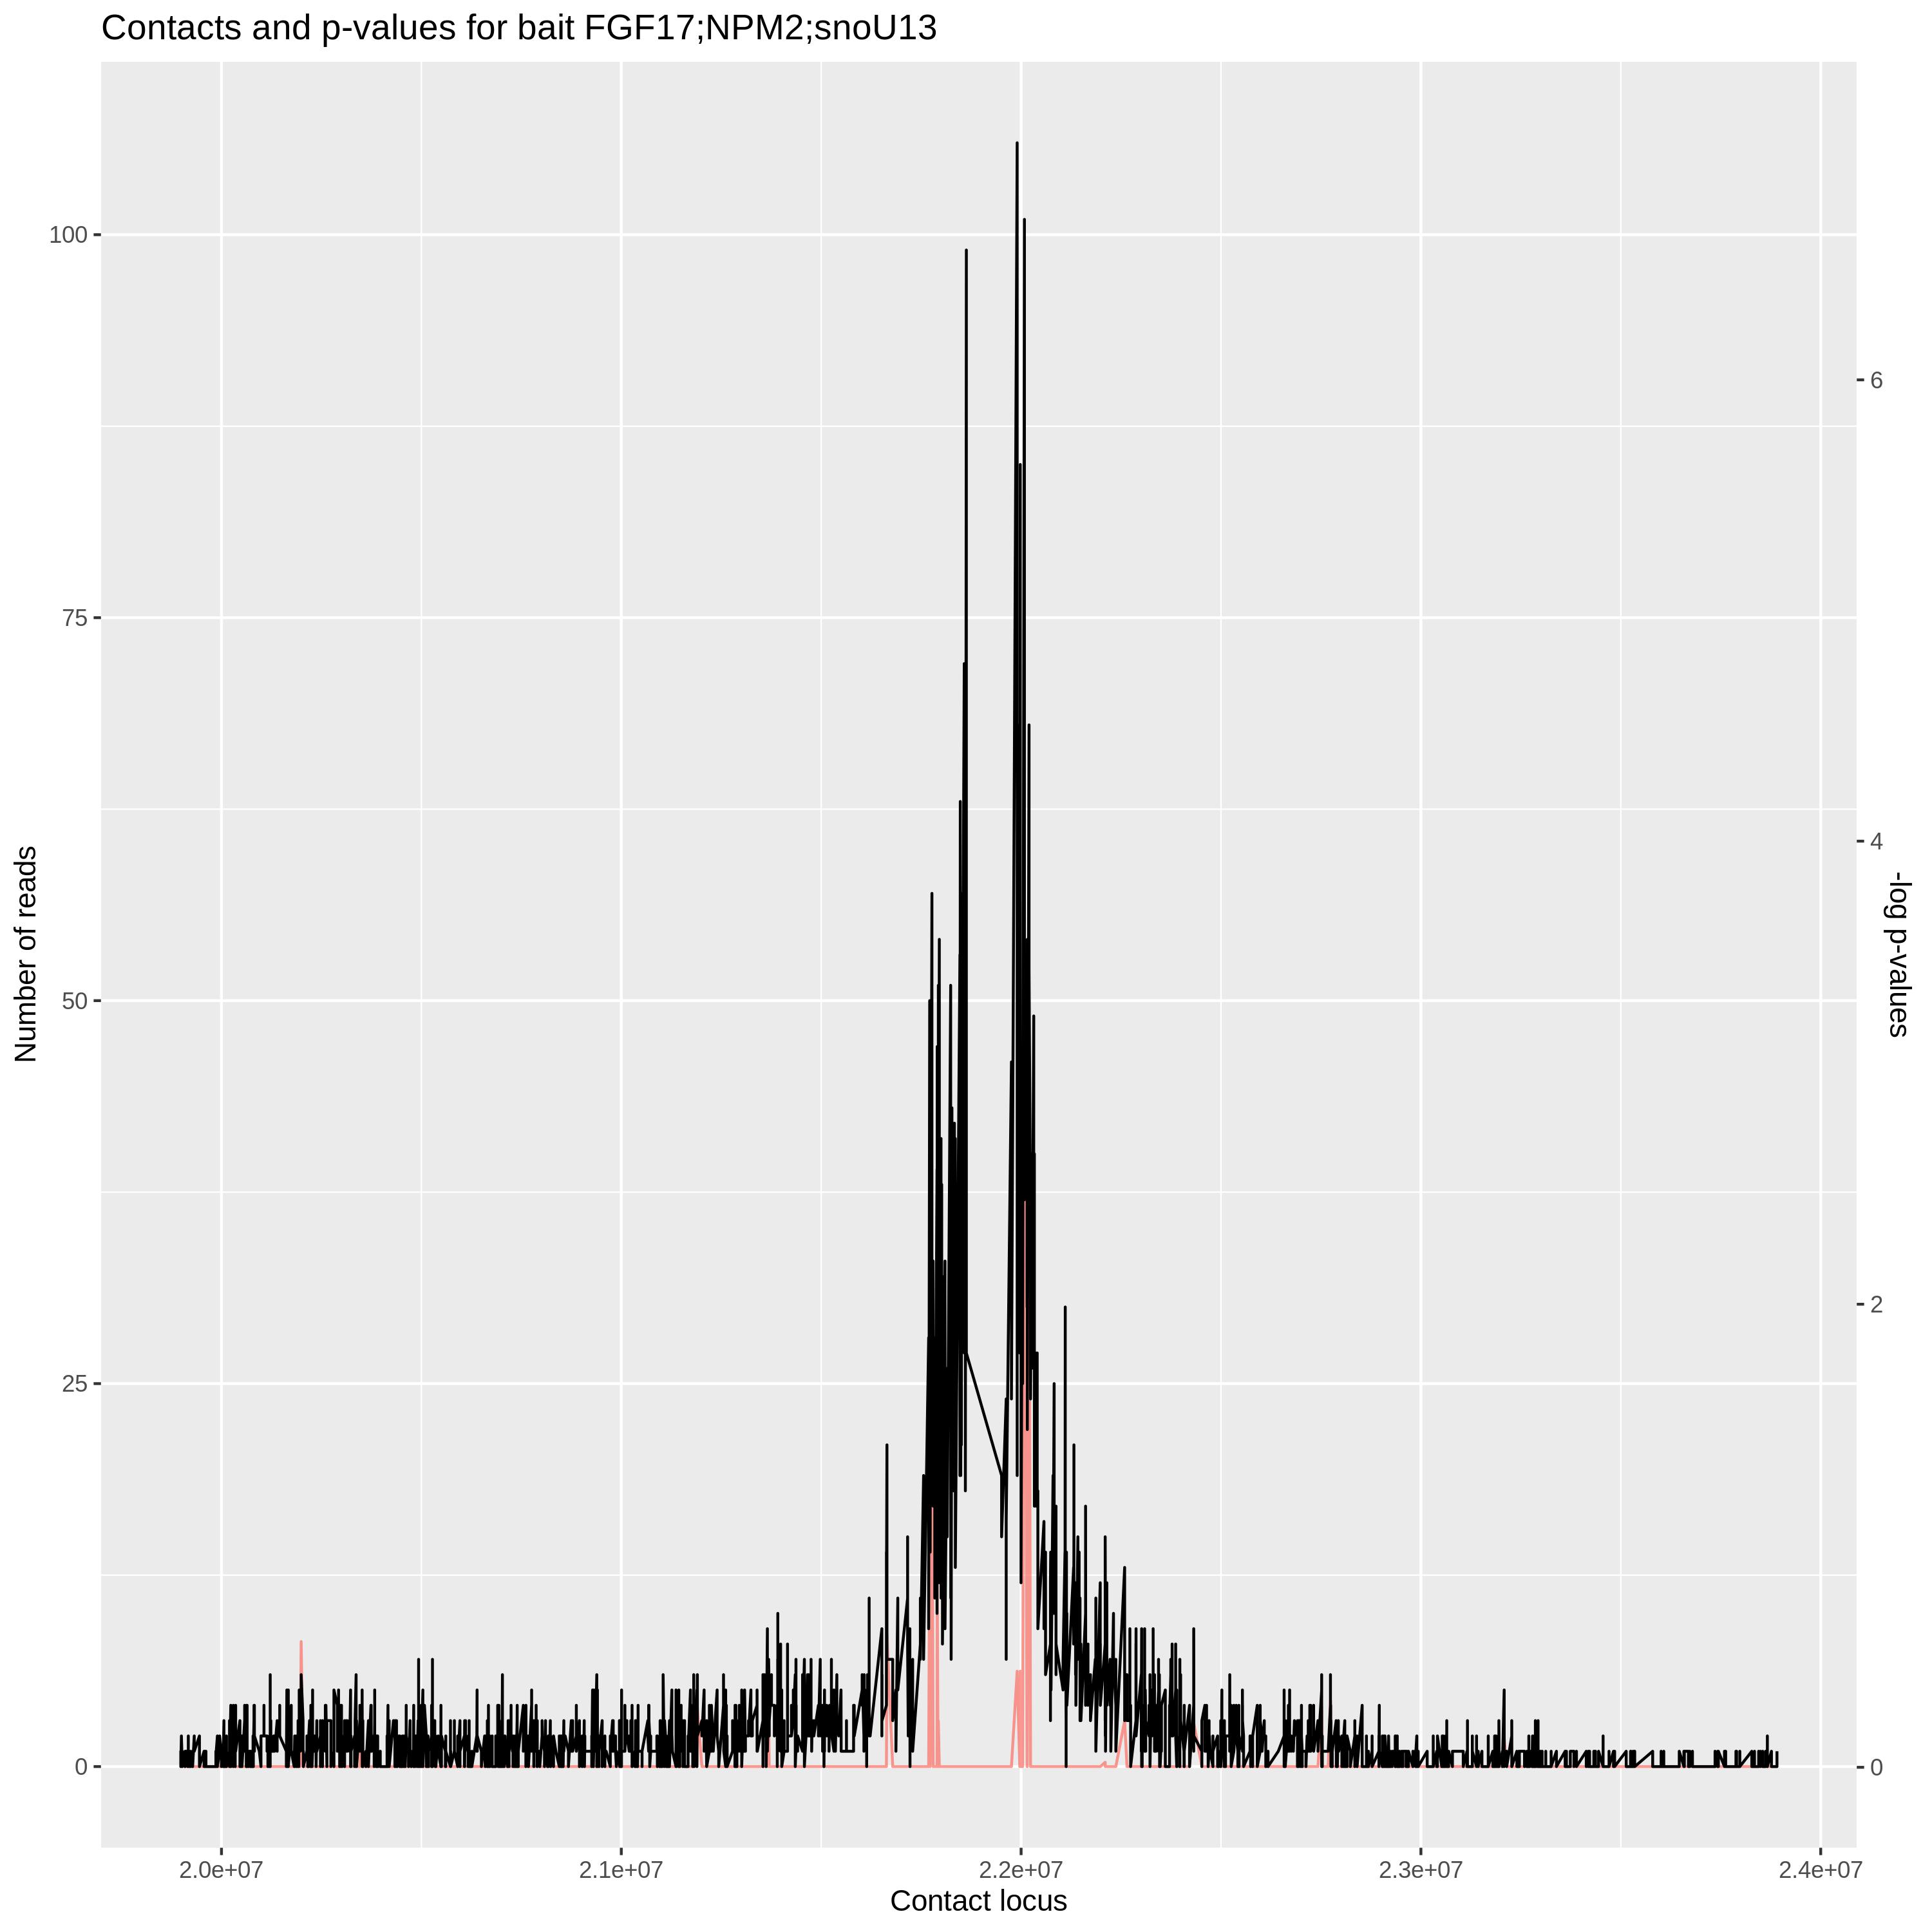 Contacts and p-values for bait FGF17;NPM2;snoU13
100
75
50
25
0
Number of reads
6
4
2
0
-log p-values
2.0e+07
2.1e+07
2.2e+07
2.3e+07
2.4e+07
Contact locus